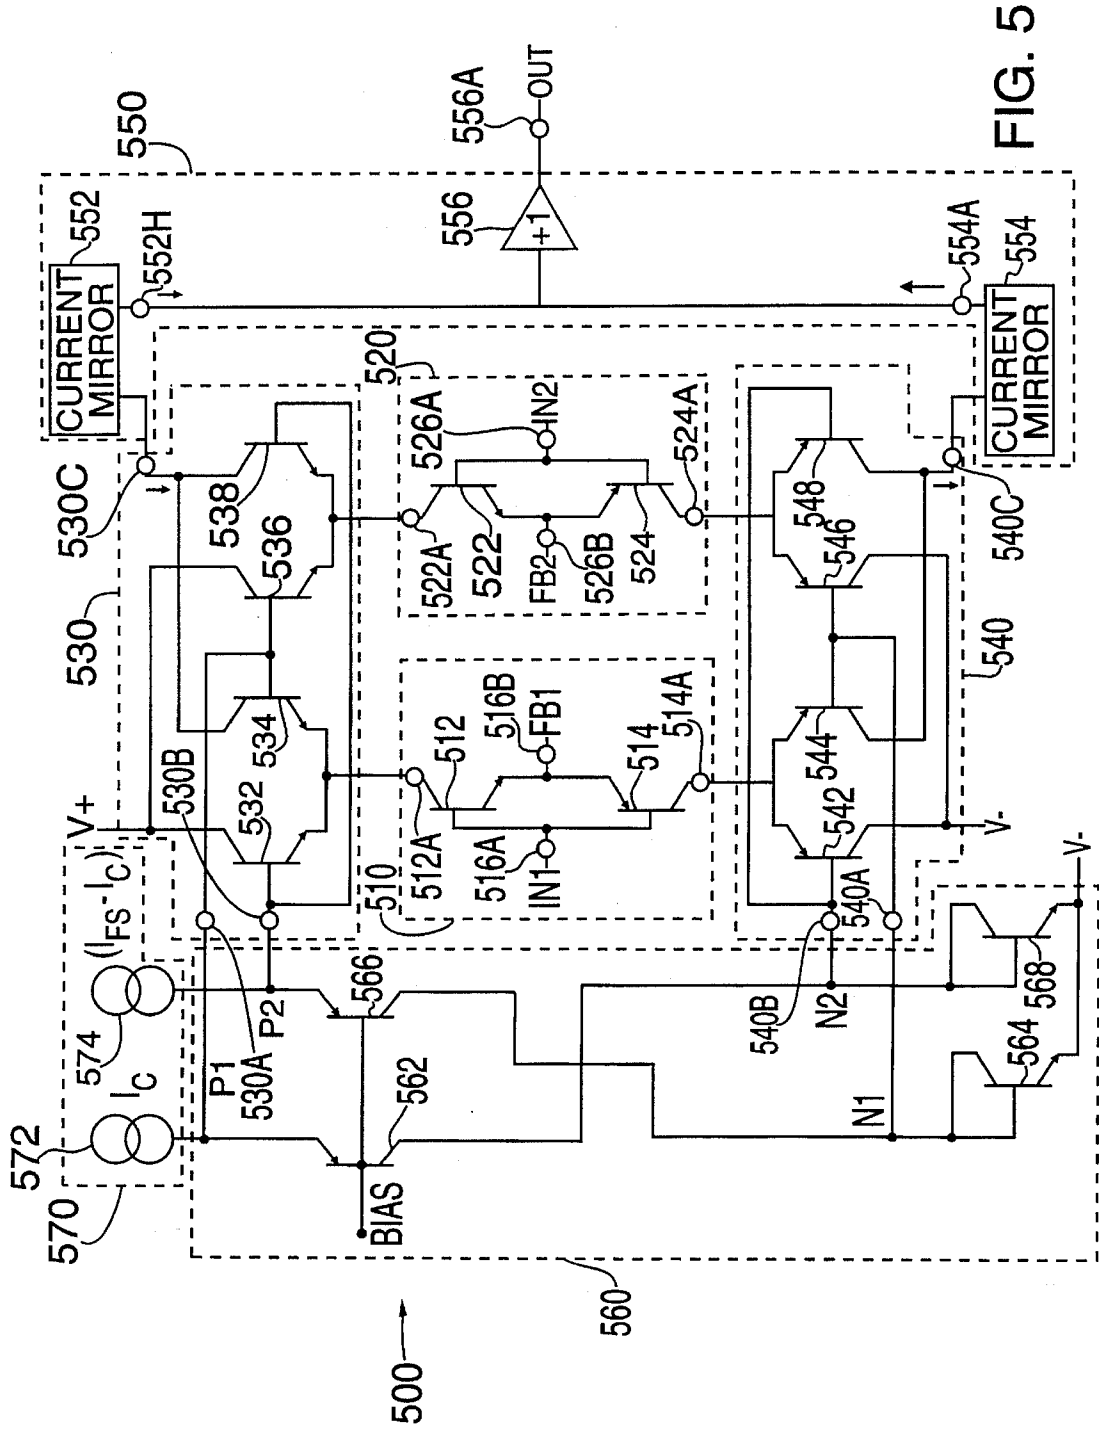 572
570
574
I_C
(I_FS-I_C)
V+
530
530C
CURRENT MIRROR
552
552H
550
P1
530A
P2
530B
532
534
536
538
566
562
BIAS
560
500
510
512A
512
516A
IN1
516B
FB1
514
514A
520
522A
522
526A
IN2
FB2
526B
524
524A
556
+1
556A
OUT
540B
N2
540A
N1
542
544
546
548
540
540C
V-
554A
554
CURRENT MIRROR
564
568
V-
FIG. 5